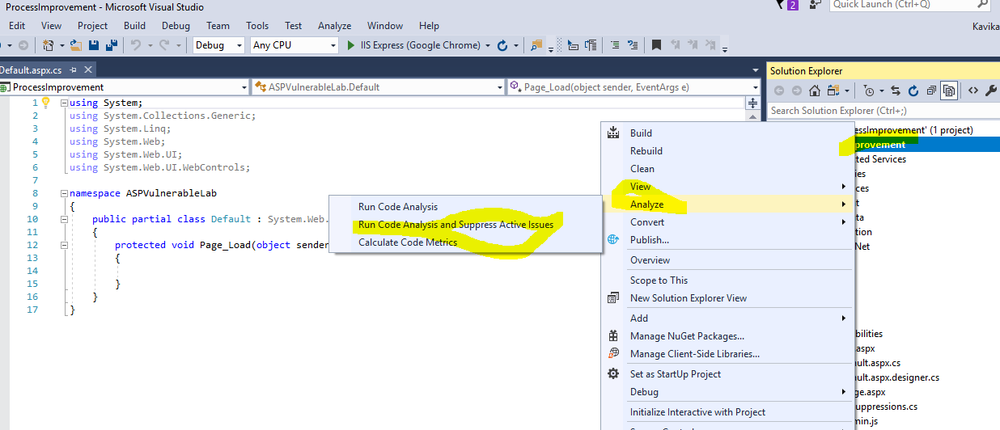 ProcessImprovement - Microsoft Visual Studio
2
Quick Launch (Ctrl+Q)
Edit View Project Build Debug Team Tools Test Analyze Window Help
Kavika
Debug Any CPU IIS Express (Google Chrome)
Default.aspx.cs
Solution Explorer
ProcessImprovement ASPVulnerableLab.Default Page_Load(object sender, EventArgs e)
Search Solution Explorer (Ctrl+;)
1 using System;
2 using System.Collections.Generic;
3 using System.Linq;
4 using System.Web;
5 using System.Web.UI;
6 using System.Web.UI.WebControls;
7
8 namespace ASPVulnerableLab
9 {
10 public partial class Default : System.Web.
11 {
12 protected void Page_Load(object sender
13 {
14
15 }
16 }
17 }
Run Code Analysis
Run Code Analysis and Suppress Active Issues
Calculate Code Metrics
Build
Rebuild
Clean
View
Analyze
Convert
Publish...
Overview
Scope to This
New Solution Explorer View
Add
Manage NuGet Packages...
Manage Client-Side Libraries...
Set as StartUp Project
Debug
Initialize Interactive with Project
essImprovement' (1 project)
provement
ted Services
ies
ces
t
ta
tion
Net
bilities
.aspx
ult.aspx.cs
ult.aspx.designer.cs
ge.aspx
uppressions.cs
min.js